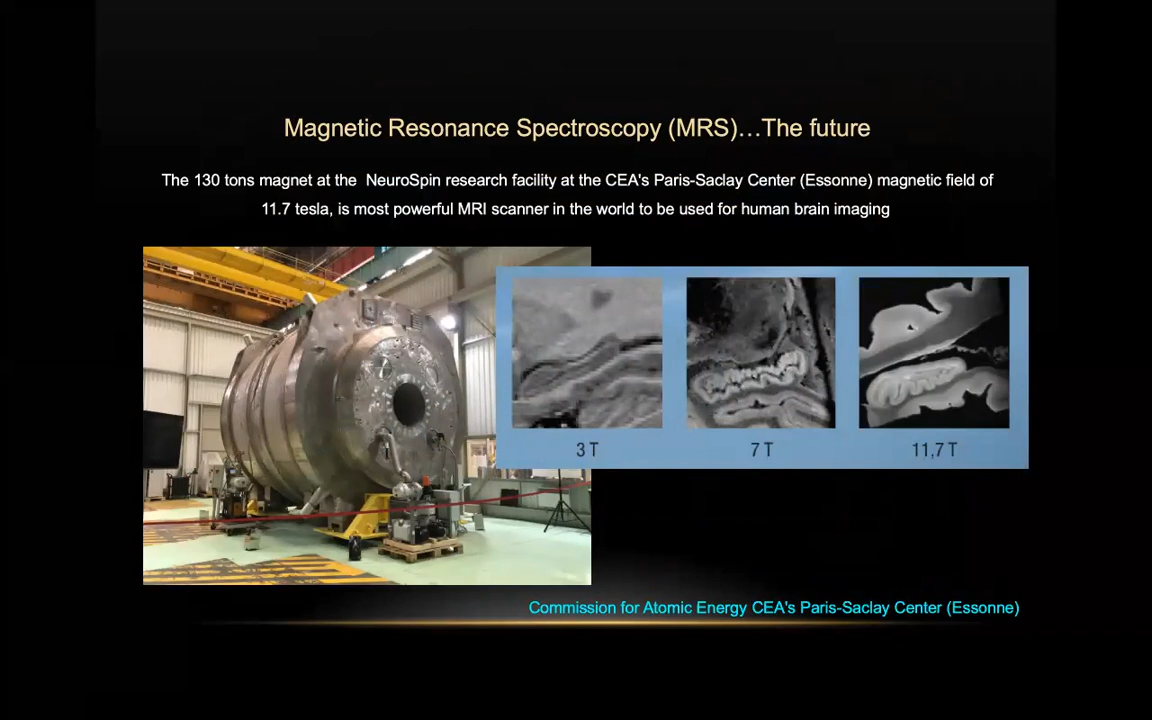 Magnetic Resonance Spectroscopy (MRS)…The future
The 130 tons magnet at the NeuroSpin research facility at the CEA's Paris-Saclay Center (Essonne) magnetic field of
11.7 tesla, is most powerful MRI scanner in the world to be used for human brain imaging
3 T
7 T
11,7 T
Commission for Atomic Energy CEA's Paris-Saclay Center (Essonne)